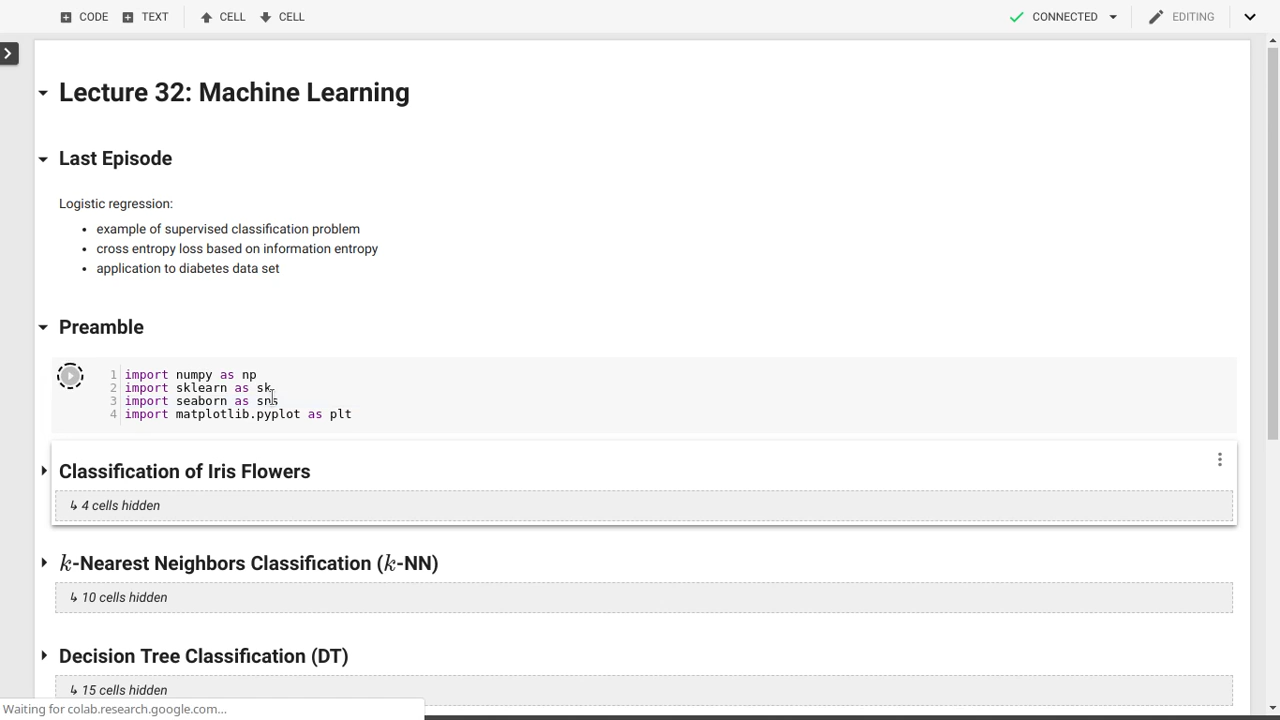 CODE TEXT CELL CELL CONNECTED EDITING
Lecture 32: Machine Learning
Last Episode
Logistic regression:
• example of supervised classification problem
• cross entropy loss based on information entropy
• application to diabetes data set
Preamble
1 import numpy as np
2 import sklearn as sk
3 import seaborn as sns
4 import matplotlib.pyplot as plt
Classification of Iris Flowers
↳ 4 cells hidden
k-Nearest Neighbors Classification (k-NN)
↳ 10 cells hidden
Decision Tree Classification (DT)
↳ 15 cells hidden
Waiting for colab.research.google.com...